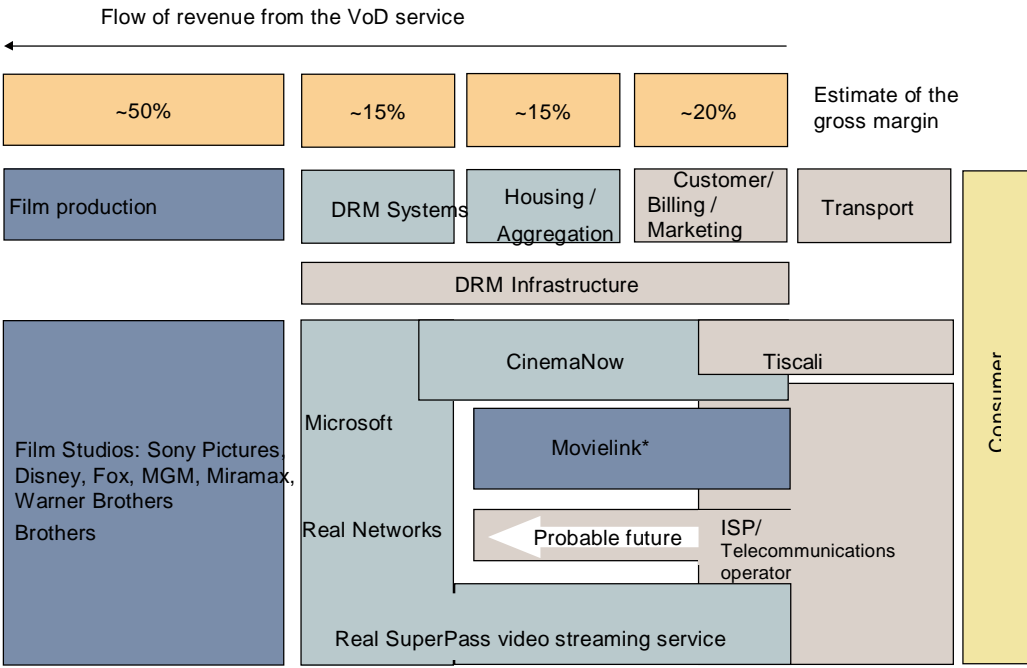 Flow of revenue from the VoD service
~50%
~15%
~15%
~20%
Estimate of the
gross margin
Film production
DRM Systems
Housing /
Aggregation
Customer/
Billing /
Marketing
Transport
DRM Infrastructure
CinemaNow
Tiscali
Consumer
Microsoft
Movielink*
Film Studios: Sony Pictures,
Disney, Fox, MGM, Miramax,
Warner Brothers
Brothers
Real Networks
Probable future
ISP/
Telecommunications
operator
Real SuperPass video streaming service